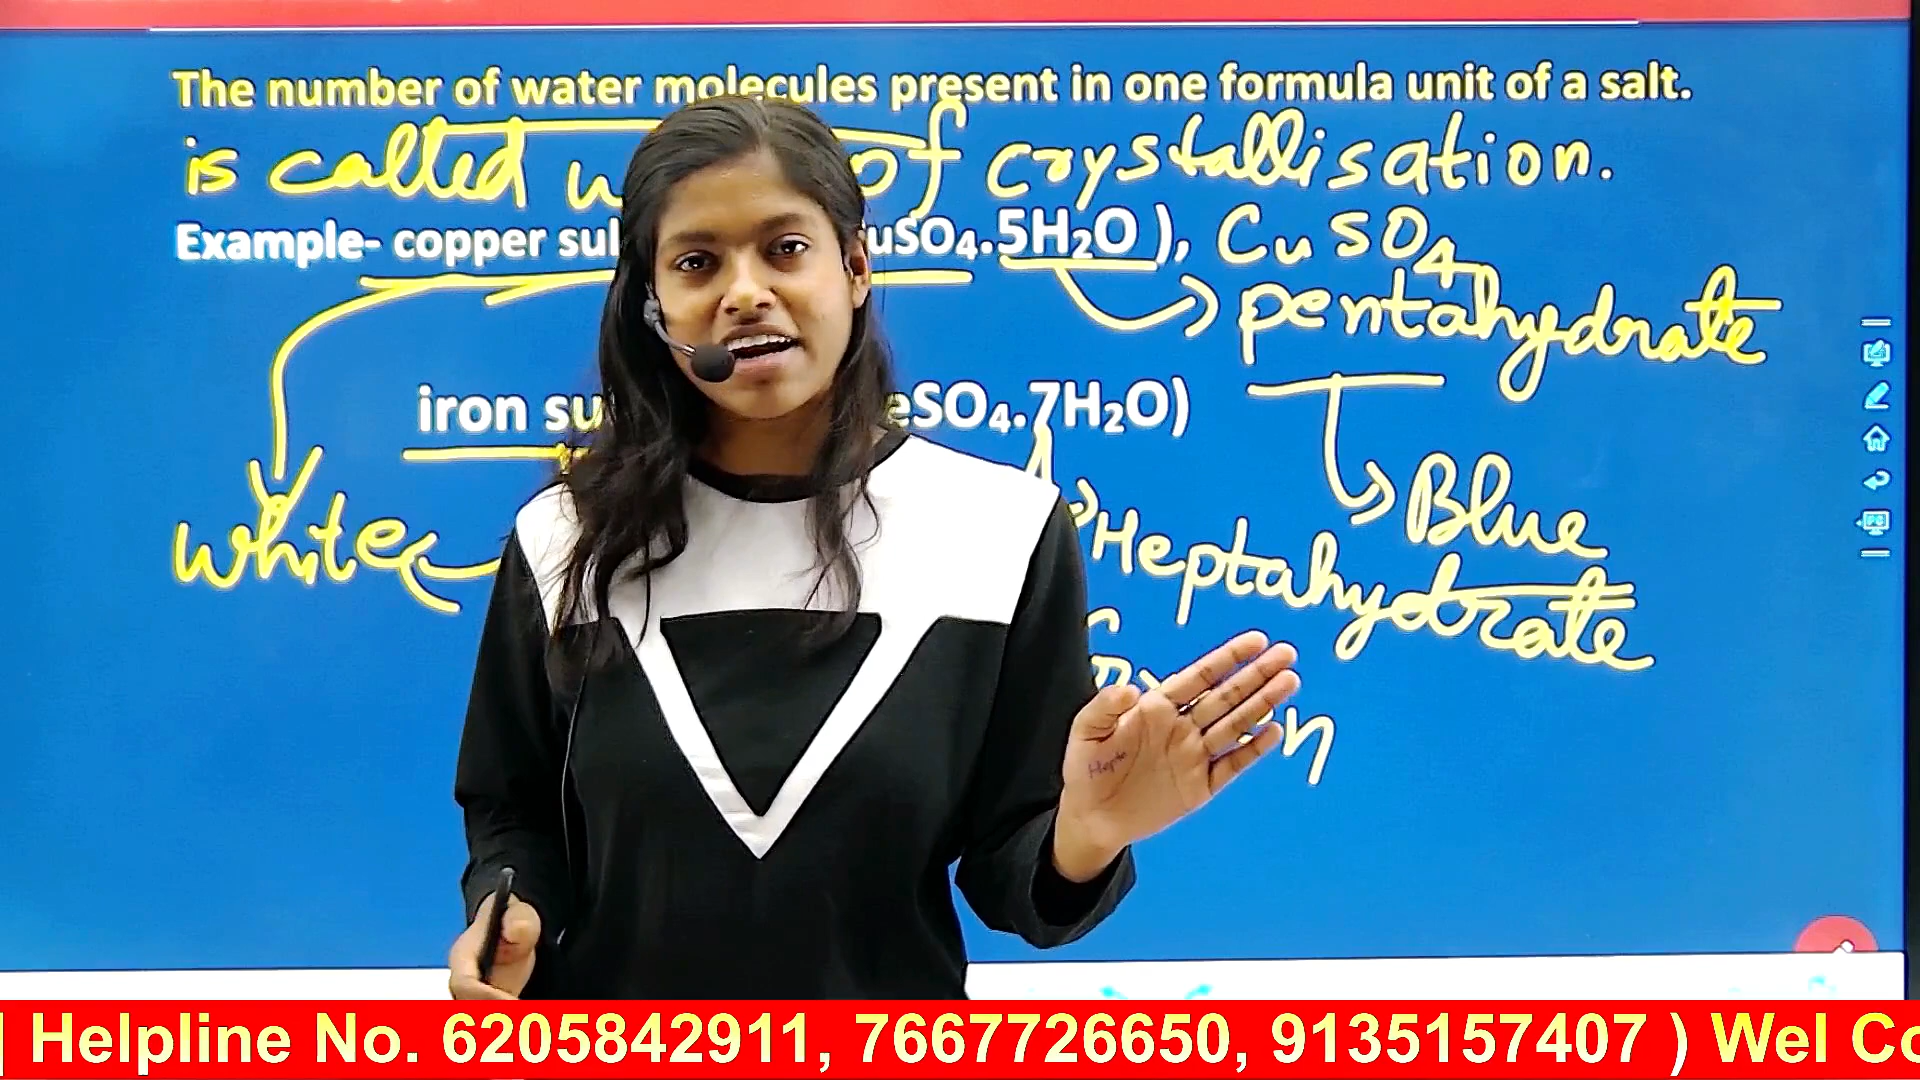 The number of water molecules present in one formula unit of a salt.
is called of crystallisation.
Example- copper sul uSO₄.5H₂O ), CuSO₄
pentahydrate
iron su eSO₄.7H₂O)
Blue
White
Heptahydrate
| Helpline No. 6205842911, 7667726650, 9135157407 ) Wel Co